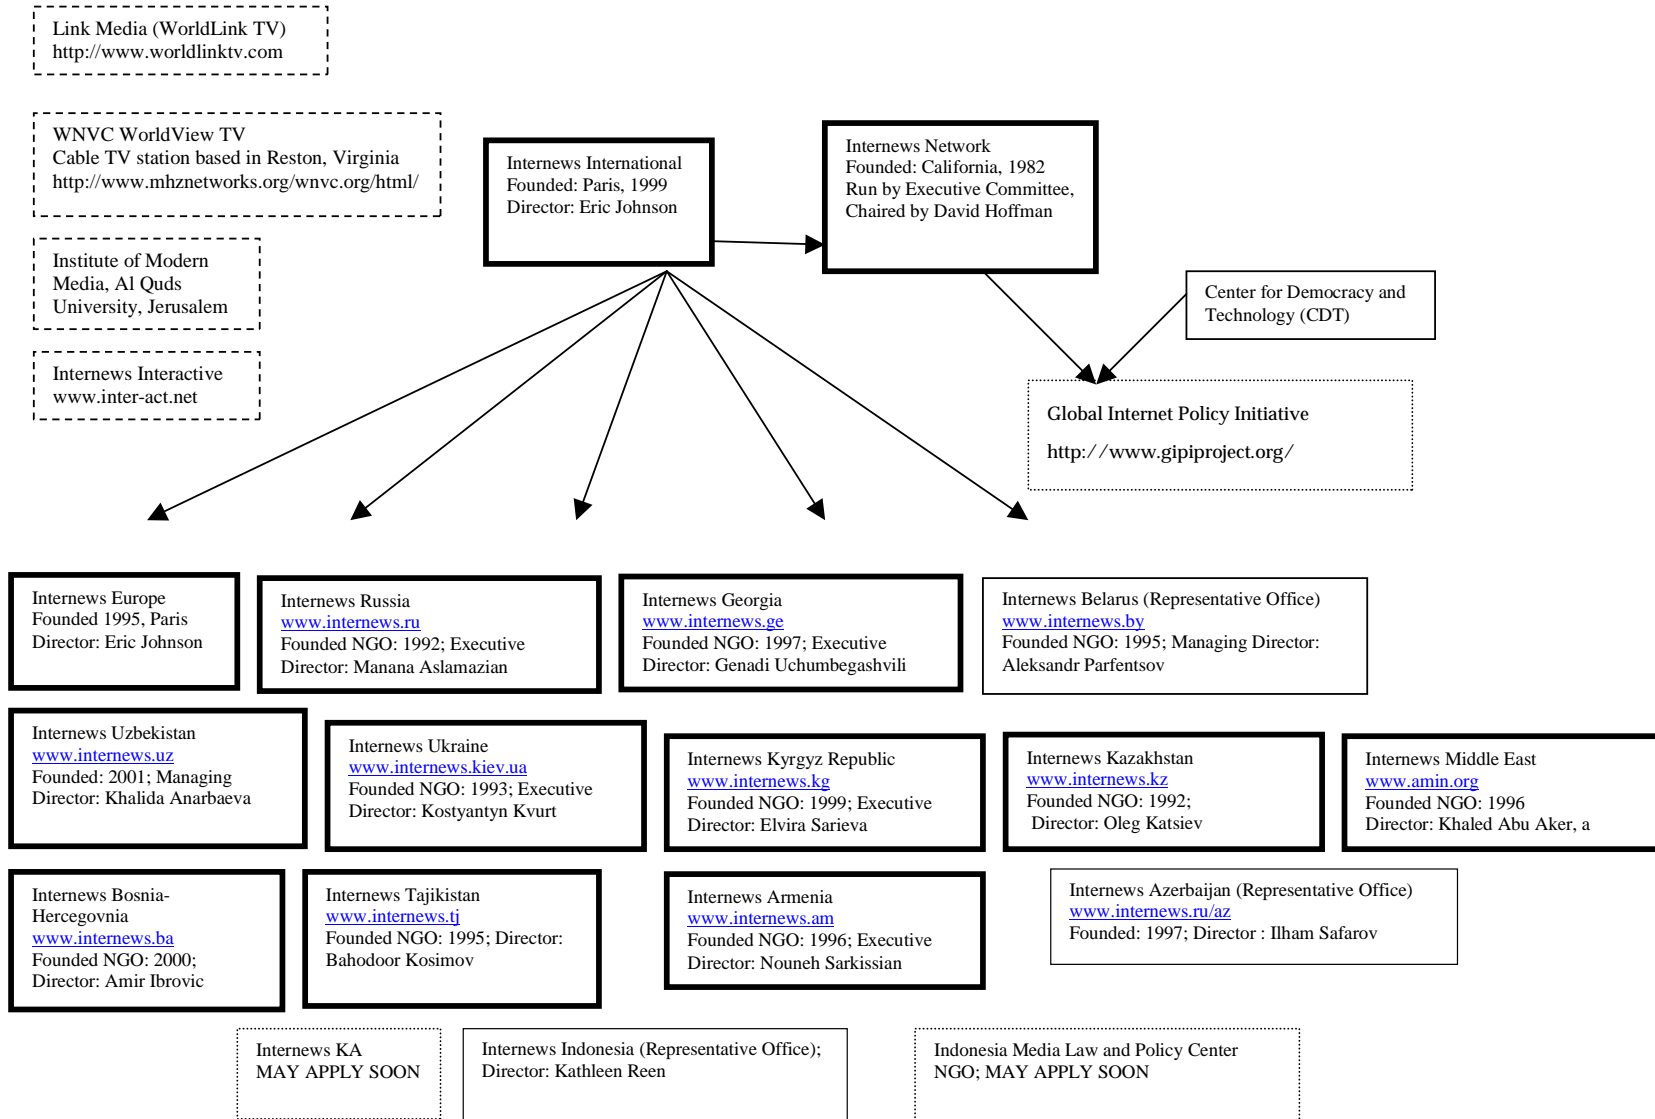 Link Media (WorldLink TV)
http://www.worldlinktv.com
WNVC WorldView TV
Cable TV station based in Reston, Virginia
http://www.mhznetworks.org/wnvc.org/html/
Internews International
Founded: Paris, 1999
Director: Eric Johnson
Internews Network
Founded: California, 1982
Run by Executive Committee,
Chaired by David Hoffman
Institute of Modern
Media, Al Quds
University, Jerusalem
Center for Democracy and
Technology (CDT)
Internews Interactive
www.inter-act.net
Global Internet Policy Initiative
http://www.gipiproject.org/
Internews Europe
Founded 1995, Paris
Director: Eric Johnson
Internews Russia
www.internews.ru
Founded NGO: 1992; Executive
Director: Manana Aslamazian
Internews Georgia
www.internews.ge
Founded NGO: 1997; Executive
Director: Genadi Uchumbegashvili
Internews Belarus (Representative Office)
www.internews.by
Founded NGO: 1995; Managing Director:
Aleksandr Parfentsov
Internews Uzbekistan
www.internews.uz
Founded: 2001; Managing
Director: Khalida Anarbaeva
Internews Ukraine
www.internews.kiev.ua
Founded NGO: 1993; Executive
Director: Kostyantyn Kvurt
Internews Kyrgyz Republic
www.internews.kg
Founded NGO: 1999; Executive
Director: Elvira Sarieva
Internews Kazakhstan
www.internews.kz
Founded NGO: 1992;
Director: Oleg Katsiev
Internews Middle East
www.amin.org
Founded NGO: 1996
Director: Khaled Abu Aker, a
Internews Bosnia-
Hercegovnia
www.internews.ba
Founded NGO: 2000;
Director: Amir Ibrovic
Internews Tajikistan
www.internews.tj
Founded NGO: 1995; Director:
Bahodoor Kosimov
Internews Armenia
www.internews.am
Founded NGO: 1996; Executive
Director: Nouneh Sarkissian
Internews Azerbaijan (Representative Office)
www.internews.ru/az
Founded: 1997; Director : Ilham Safarov
Internews KA
MAY APPLY SOON
Internews Indonesia (Representative Office);
Director: Kathleen Reen
Indonesia Media Law and Policy Center
NGO; MAY APPLY SOON